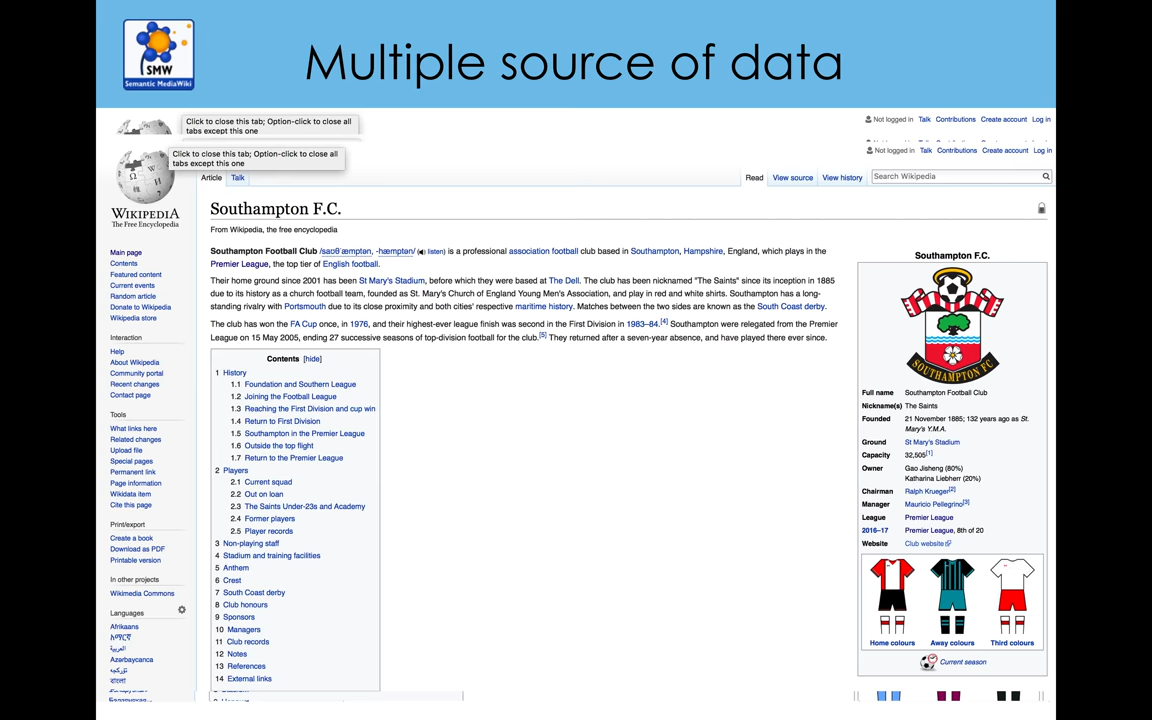 SMW
Semantic MediaWiki
Multiple source of data
Click to close this tab; Option-click to close all
tabs except this one
Not logged in Talk Contributions Create account Log in
Click to close this tab; Option-click to close all
tabs except this one
Not logged in Talk Contributions Create account Log in
WIKIPEDIA
The Free Encyclopedia
Article Talk
Read View source View history Search Wikipedia
Southampton F.C.
From Wikipedia, the free encyclopedia
Main page
Contents
Featured content
Current events
Random article
Donate to Wikipedia
Wikipedia store
Interaction
Help
About Wikipedia
Community portal
Recent changes
Contact page
Tools
What links here
Related changes
Upload file
Special pages
Permanent link
Page information
Wikidata item
Cite this page
Print/export
Create a book
Download as PDF
Printable version
In other projects
Wikimedia Commons
Languages
Afrikaans
አማርኛ
العربية
Azərbaycanca
تۆرکجه
বাংলা
Southampton Football Club /saʊθˈæmptən, -hæmptən/ (listen) is a professional association football club based in Southampton, Hampshire, England, which plays in the
Premier League, the top tier of English football.
Their home ground since 2001 has been St Mary's Stadium, before which they were based at The Dell. The club has been nicknamed "The Saints" since its inception in 1885
due to its history as a church football team, founded as St. Mary's Church of England Young Men's Association, and play in red and white shirts. Southampton has a long-
standing rivalry with Portsmouth due to its close proximity and both cities' respective maritime history. Matches between the two sides are known as the South Coast derby.
The club has won the FA Cup once, in 1976, and their highest-ever league finish was second in the First Division in 1983–84.[4] Southampton were relegated from the Premier
League on 15 May 2005, ending 27 successive seasons of top-division football for the club.[5] They returned after a seven-year absence, and have played there ever since.
Contents [hide]
1 History
1.1 Foundation and Southern League
1.2 Joining the Football League
1.3 Reaching the First Division and cup win
1.4 Return to First Division
1.5 Southampton in the Premier League
1.6 Outside the top flight
1.7 Return to the Premier League
2 Players
2.1 Current squad
2.2 Out on loan
2.3 The Saints Under-23s and Academy
2.4 Former players
2.5 Player records
3 Non-playing staff
4 Stadium and training facilities
5 Anthem
6 Crest
7 South Coast derby
8 Club honours
9 Sponsors
10 Managers
11 Club records
12 Notes
13 References
14 External links
Southampton F.C.
SOUTHAMPTON FC
Full name Southampton Football Club
Nickname(s) The Saints
Founded 21 November 1885; 132 years ago as St.
Mary's Y.M.A.
Ground St Mary's Stadium
Capacity 32,505[1]
Owner Gao Jisheng (80%)
Katharina Liebherr (20%)
Chairman Ralph Krueger[2]
Manager Mauricio Pellegrino[3]
League Premier League
2016–17 Premier League, 8th of 20
Website Club website
Home colours Away colours Third colours
Current season